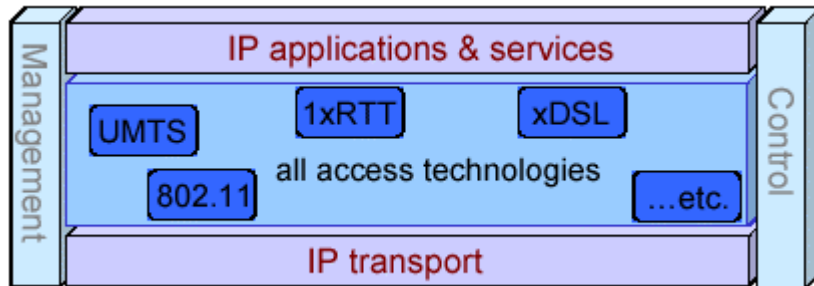 Management
IP applications & services
UMTS
1xRTT
xDSL
802.11
all access technologies
...etc.
IP transport
Control